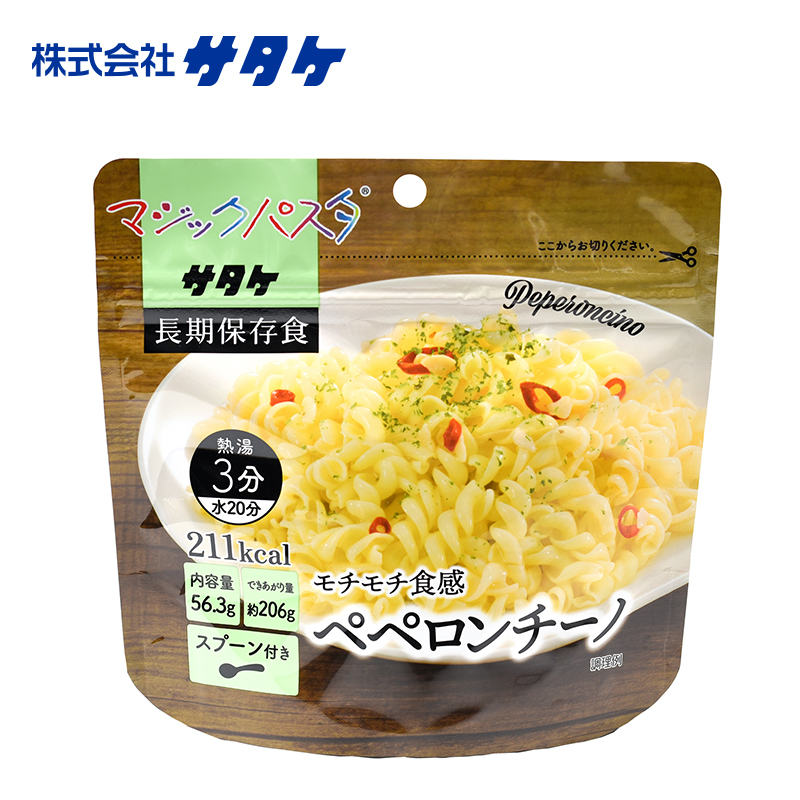 株式会社サタケ
マジックパスタ®
ここからお切りください。
サタケ
長期保存食
Peperoncino
熱湯
3分
水20分
211kcal
内容量
56.3g
できあがり量
約206g
スプーン付き
モチモチ食感
ペペロンチーノ
調理例